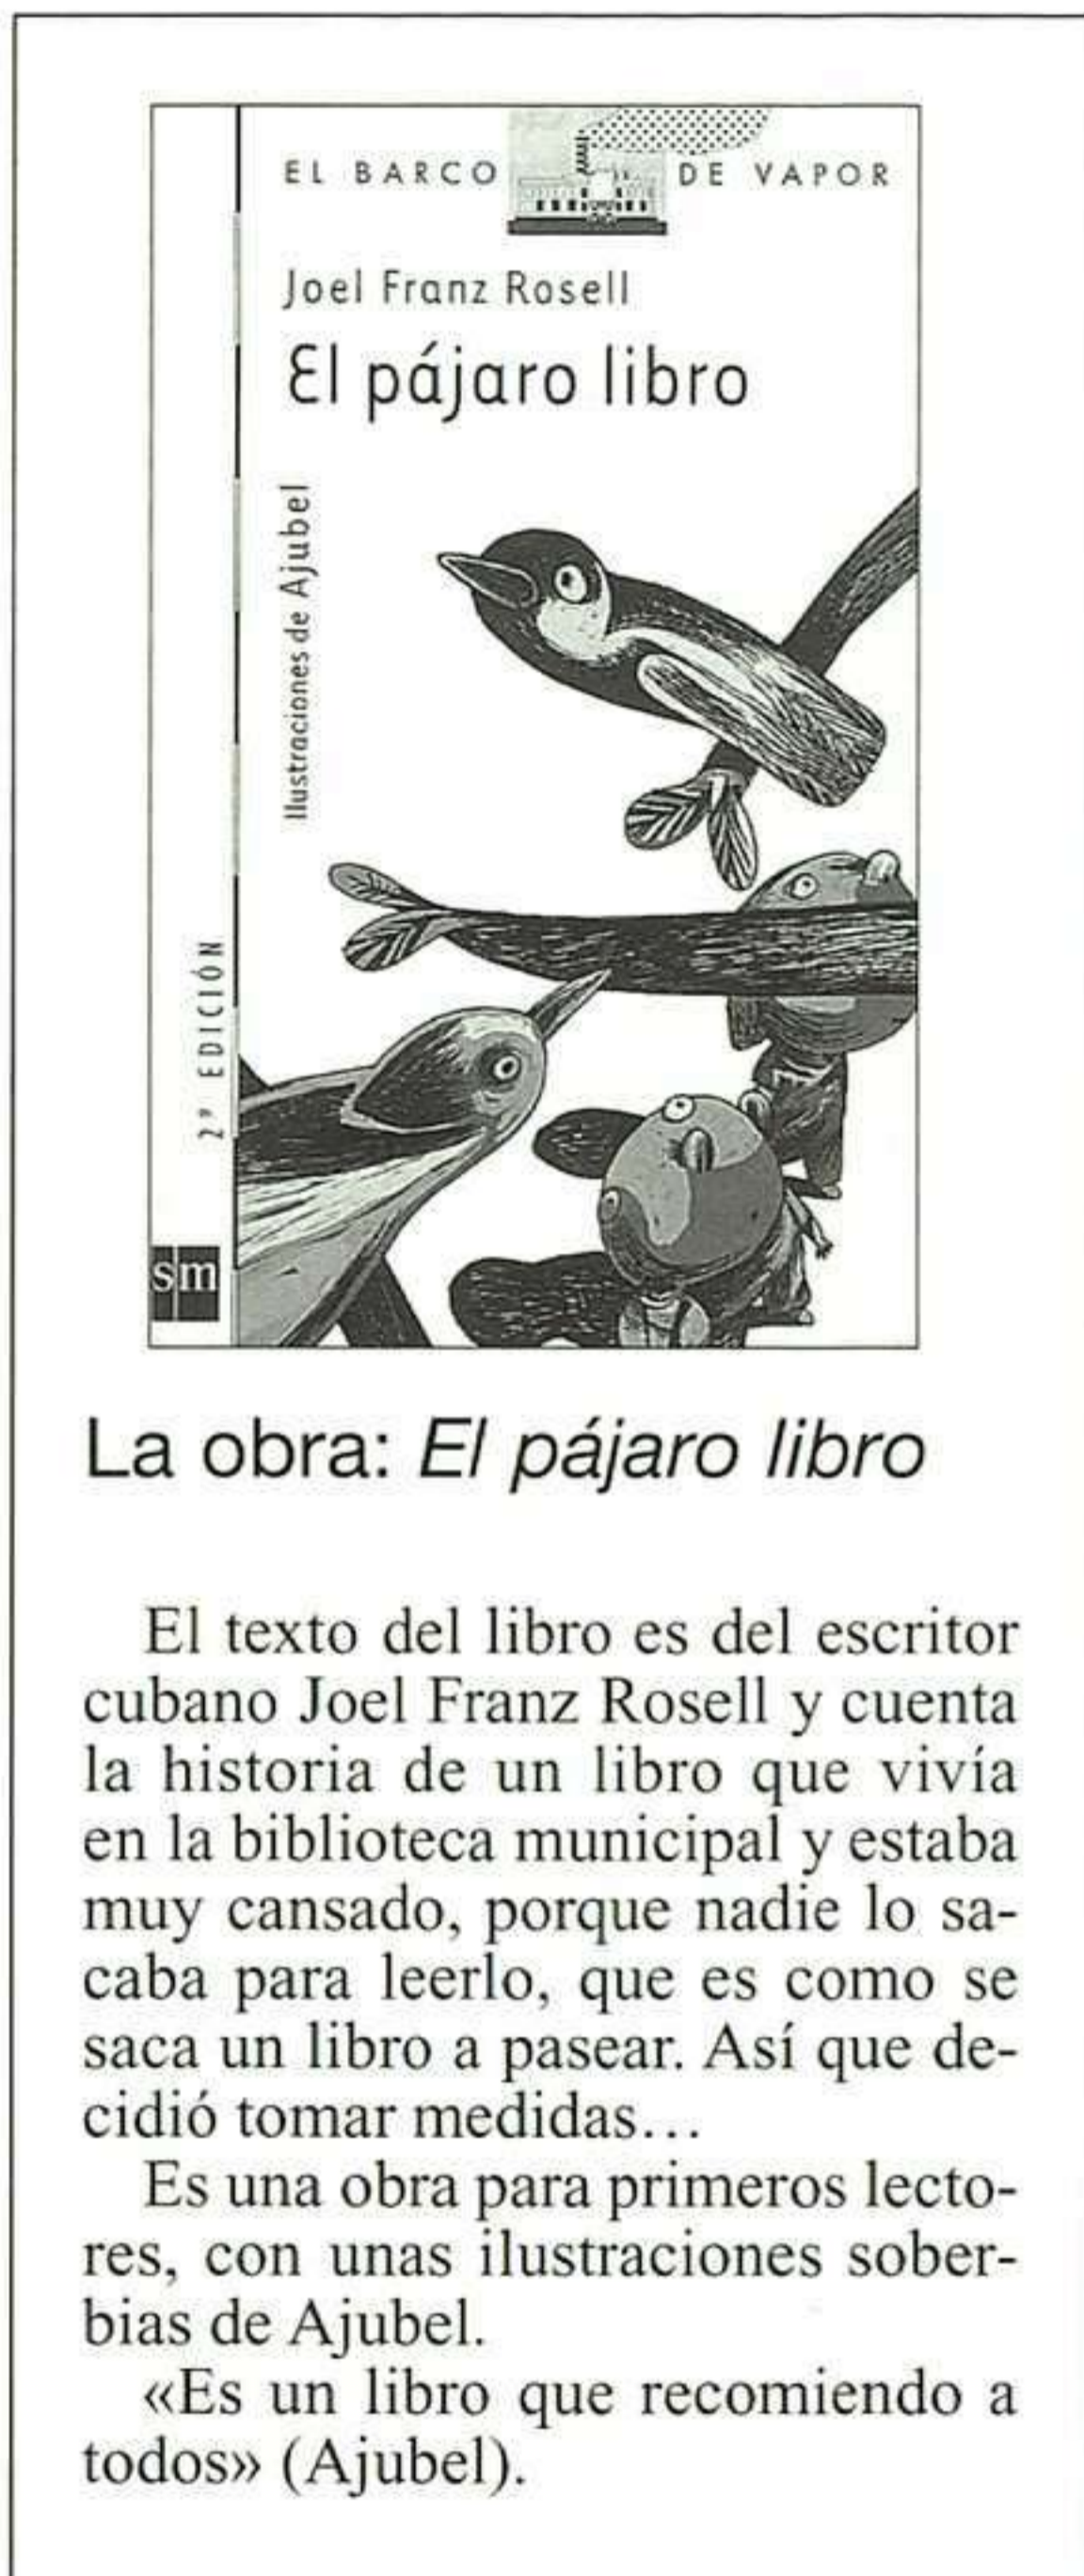 EL BARCO DE VAPOR
Joel Franz Rosell
El pájaro libro
Ilustraciones de Ajubel
2ª EDICIÓN
sm
La obra: El pájaro libro
El texto del libro es del escritor
cubano Joel Franz Rosell y cuenta
la historia de un libro que vivía
en la biblioteca municipal y estaba
muy cansado, porque nadie lo sa-
caba para leerlo, que es como se
saca un libro a pasear. Así que de-
cidió tomar medidas...
Es una obra para primeros lecto-
res, con unas ilustraciones sober-
bias de Ajubel.
«Es un libro que recomiendo a
todos» (Ajubel).